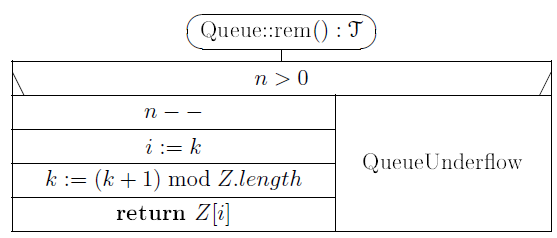 Queue::rem() : 𝒯
n > 0
n − −
i := k
k := (k + 1) mod Z.length
return Z[i]
QueueUnderflow